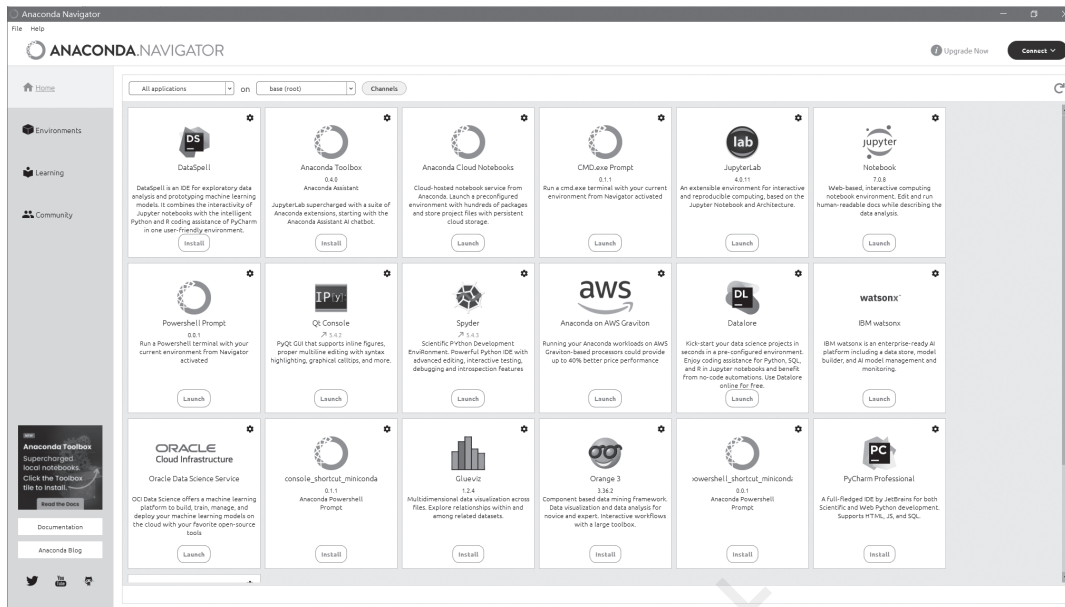 Anaconda Navigator
File Help
ANACONDA.NAVIGATOR
Upgrade Now
Connect
Home
Environments
Learning
Community
All applications
on
base (root)
Channels
DS
DataSpell
DataSpell is an IDE for exploratory data
analysis and prototyping machine learning
models. It combines the interactivity of
Jupyter notebooks with the intelligent
Python and R coding assistance of PyCharm
in one user-friendly environment.
Install
Anaconda Toolbox
0.4.0
Anaconda Assistant
JupyterLab supercharged with a suite of
Anaconda extensions, starting with the
Anaconda Assistant AI chatbot.
Install
Anaconda Cloud Notebooks
Cloud-hosted notebook service from
Anaconda. Launch a preconfigured
environment with hundreds of packages
and store project files with persistent
cloud storage.
Launch
CMD.exe Prompt
0.1.1
Run a cmd.exe terminal with your current
environment from Navigator activated
Launch
lab
JupyterLab
4.0.11
An extensible environment for interactive
and reproducible computing, based on the
Jupyter Notebook and Architecture.
Launch
jupyter
Notebook
7.0.8
Web-based, interactive computing
notebook environment. Edit and run
human-readable docs while describing the
data analysis.
Launch
Powershell Prompt
0.0.1
Run a Powershell terminal with your
current environment from Navigator
activated
Launch
IP[y]:
Qt Console
5.4.2
PyQt GUI that supports inline figures,
proper multiline editing with syntax
highlighting, graphical calltips, and more.
Launch
Spyder
5.4.3
Scientific PYthon Development
EnviRonment. Powerful Python IDE with
advanced editing, interactive testing,
debugging and introspection features
Launch
aws
Anaconda on AWS Graviton
Running your Anaconda workloads on AWS
Graviton-based processors could provide
up to 40% better price performance
Launch
DL
Datalore
Kick-start your data science projects in
seconds in a pre-configured environment.
Enjoy coding assistance for Python, SQL,
and R in Jupyter notebooks and benefit
from no-code automations. Use Datalore
online for free.
Launch
watsonx™
IBM watsonx
IBM watsonx is an enterprise-ready AI
platform including a data store, model
builder, and AI model management and
monitoring.
Launch
ORACLE
Cloud Infrastructure
Oracle Data Science Service
OCI Data Science offers a machine learning
platform to build, train, manage, and
deploy your machine learning models on
the cloud with your favorite open-source
tools
Launch
console_shortcut_miniconda
0.1.1
Anaconda Powershell
Prompt
Install
Glueviz
1.2.4
Multidimensional data visualization across
files. Explore relationships within and
among related datasets.
Install
Orange 3
3.36.2
Component based data mining framework.
Data visualization and data analysis for
novice and expert. Interactive workflows
with a large toolbox.
Install
powershell_shortcut_miniconda
0.0.1
Anaconda Powershell
Prompt
Install
PC
PyCharm Professional
A full-fledged IDE by JetBrains for both
Scientific and Web Python development.
Supports HTML, JS, and SQL.
Install
NEW
Anaconda Toolbox
Supercharged
local notebooks.
Click the Toolbox
tile to Install.
Read the Docs
Documentation
Anaconda Blog
You
Tube